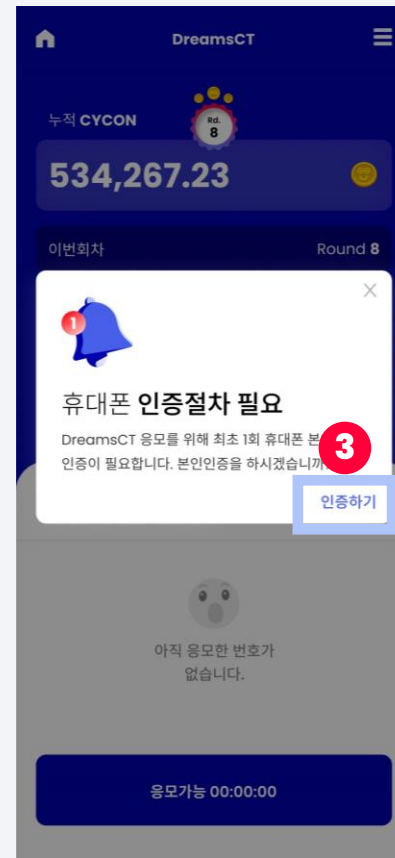 DreamsCT
누적 CYCON
Rd.
8
534,267.23
이번회차 Round 8
1
휴대폰 인증절차 필요
DreamsCT 응모를 위해 최초 1회 휴대폰 본
인증이 필요합니다. 본인인증을 하시겠습니까
3
인증하기
아직 응모한 번호가
없습니다.
응모가능 00:00:00